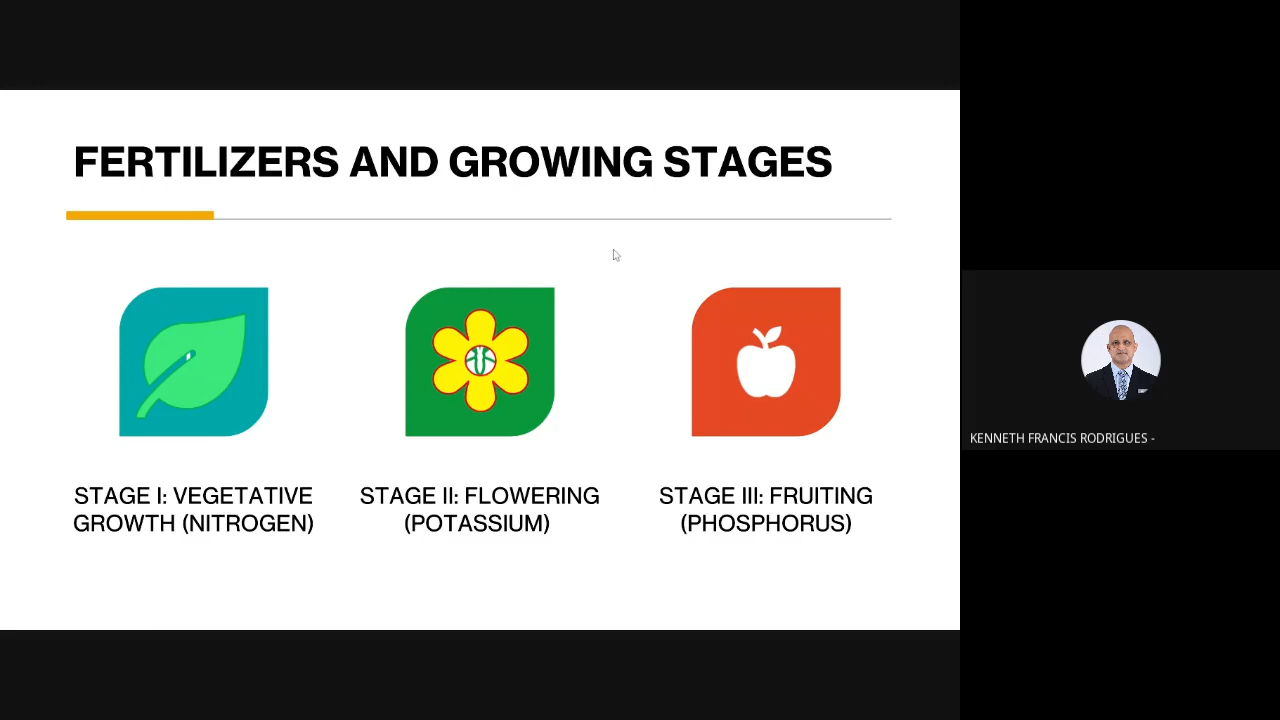 FERTILIZERS AND GROWING STAGES
STAGE I: VEGETATIVE
GROWTH (NITROGEN)
STAGE II: FLOWERING
(POTASSIUM)
STAGE III: FRUITING
(PHOSPHORUS)
KENNETH FRANCIS RODRIGUES -